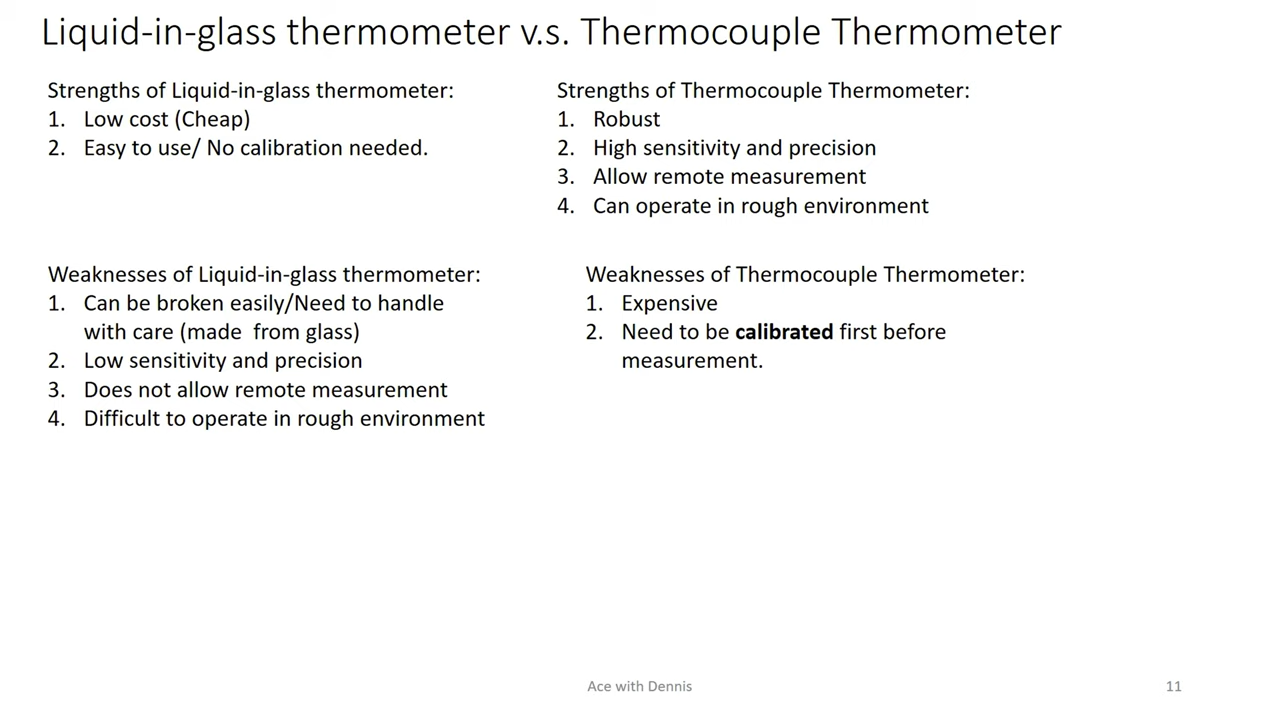 Liquid-in-glass thermometer v.s. Thermocouple Thermometer
Strengths of Liquid-in-glass thermometer:
1. Low cost (Cheap)
2. Easy to use/ No calibration needed.
Strengths of Thermocouple Thermometer:
1. Robust
2. High sensitivity and precision
3. Allow remote measurement
4. Can operate in rough environment
Weaknesses of Liquid-in-glass thermometer:
1. Can be broken easily/Need to handle
with care (made from glass)
2. Low sensitivity and precision
3. Does not allow remote measurement
4. Difficult to operate in rough environment
Weaknesses of Thermocouple Thermometer:
1. Expensive
2. Need to be calibrated first before
measurement.
Ace with Dennis
11